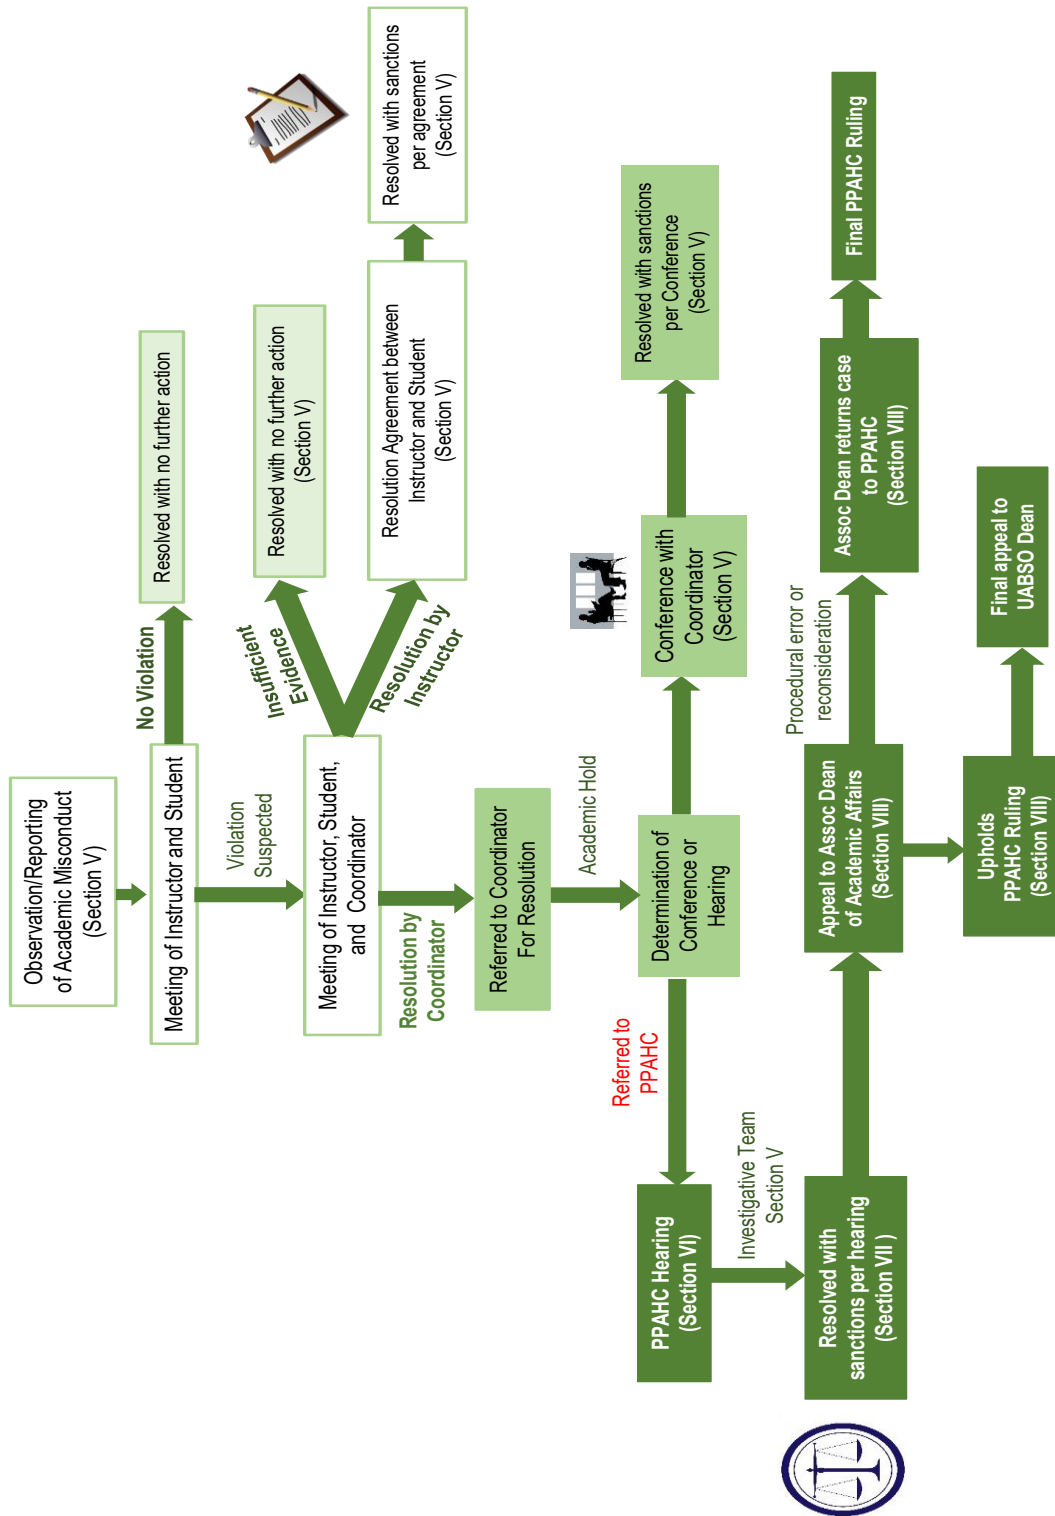 Observation/Reporting
of Academic Misconduct
(Section V)
Meeting of Instructor and Student
No Violation
Resolved with no further action
Violation
Suspected
Meeting of Instructor, Student,
and Coordinator
Insufficient
Evidence
Resolved with no further action
(Section V)
Resolution by
Instructor
Resolution Agreement between
Instructor and Student
(Section V)
Resolved with sanctions
per agreement
(Section V)
Resolution by
Coordinator
Referred to Coordinator
For Resolution
Academic Hold
Determination of
Conference or
Hearing
Conference with
Coordinator
(Section V)
Resolved with sanctions
per Conference
(Section V)
Referred to
PPAHC
PPAHC Hearing
(Section VI)
Investigative Team
Section V
Resolved with
sanctions per hearing
(Section VII )
Appeal to Assoc Dean
of Academic Affairs
(Section VIII)
Procedural error or
reconsideration
Assoc Dean returns case
to PPAHC
(Section VIII)
Final PPAHC Ruling
Upholds
PPAHC Ruling
(Section VIII)
Final appeal to
UABSO Dean